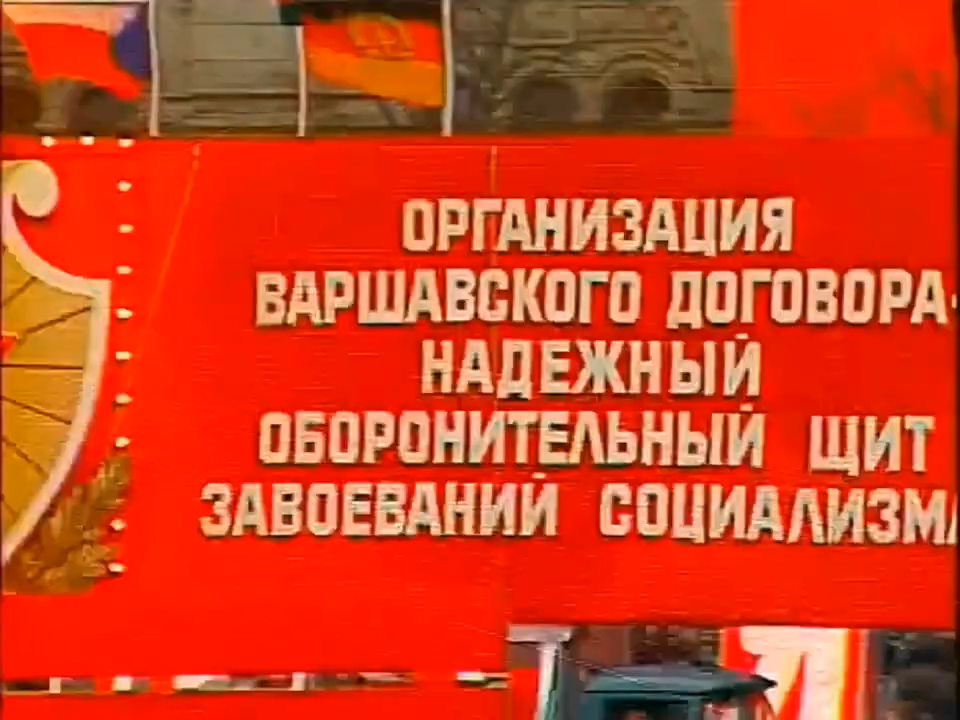 ОРГАНИЗАЦИЯ
ВАРШАВСКОГО ДОГОВОРА-
НАДЕЖНЫЙ
ОБОРОНИТЕЛЬНЫЙ ЩИТ
ЗАВОЕВАНИЙ СОЦИАЛИЗМА